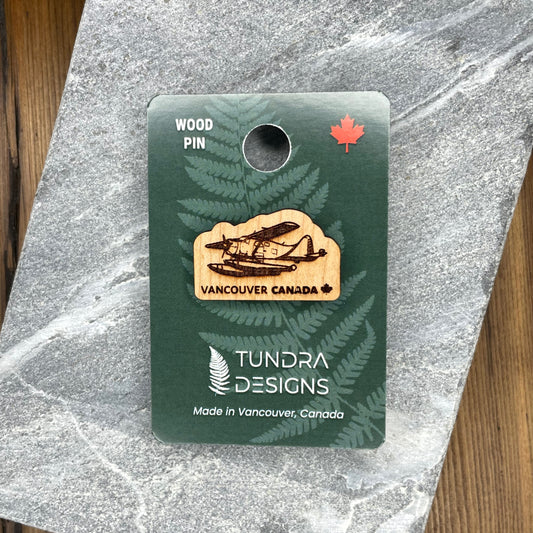 WOOD
PIN
VANCOUVER CANADA
TUNDRA
DESIGNS
Made in Vancouver, Canada